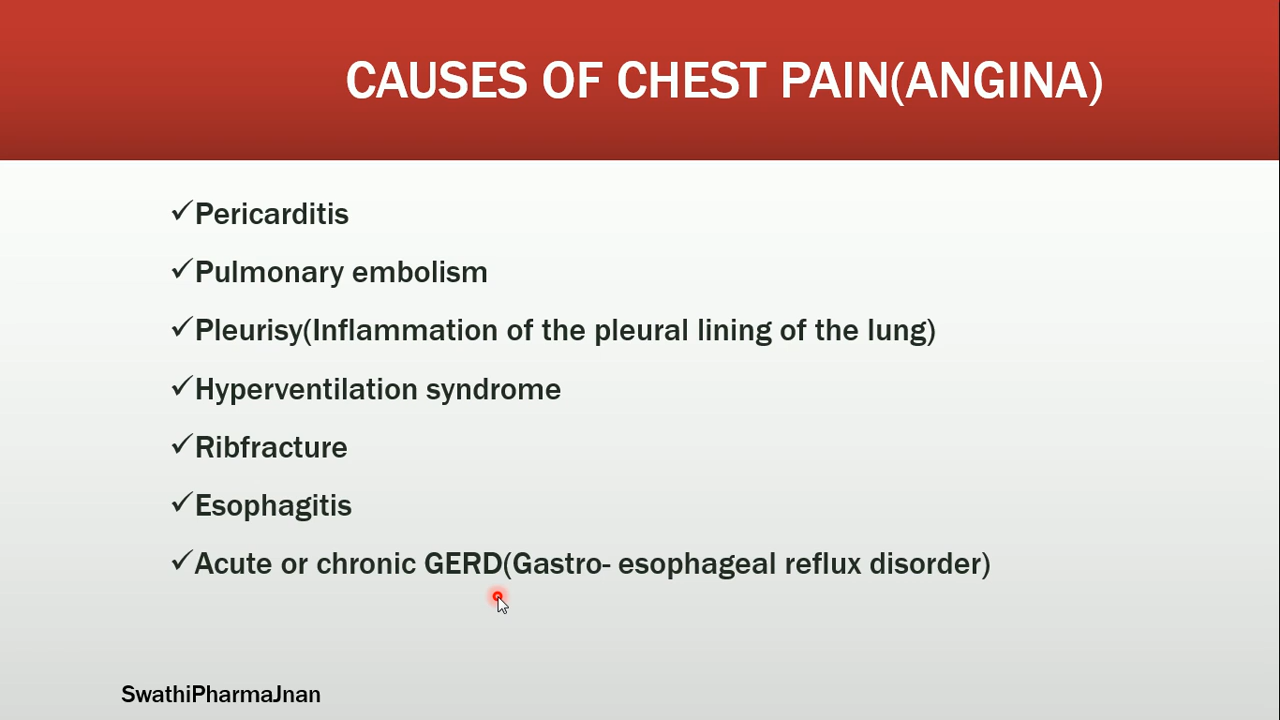 CAUSES OF CHEST PAIN(ANGINA)
✓Pericarditis
✓Pulmonary embolism
✓Pleurisy(Inflammation of the pleural lining of the lung)
✓Hyperventilation syndrome
✓Ribfracture
✓Esophagitis
✓Acute or chronic GERD(Gastro- esophageal reflux disorder)
SwathiPharmaJnan